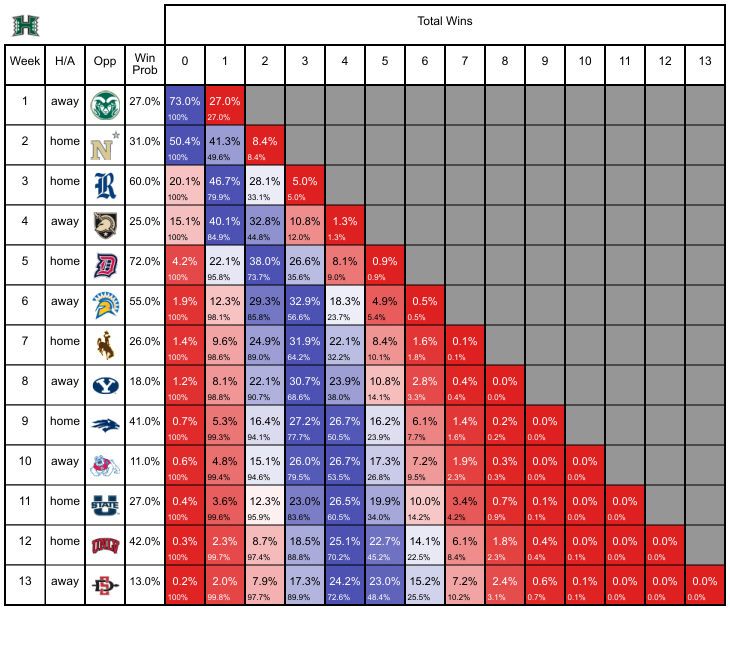 H
Total Wins
Week H/A Opp Win Prob 0 1 2 3 4 5 6 7 8 9 10 11 12 13
1 away 27.0% 73.0% 27.0%
100% 27.0%
2 home N 31.0% 50.4% 41.3% 8.4%
100% 49.6% 8.4%
3 home R 60.0% 20.1% 46.7% 28.1% 5.0%
100% 79.9% 33.1% 5.0%
4 away 25.0% 15.1% 40.1% 32.8% 10.8% 1.3%
100% 84.9% 44.8% 12.0% 1.3%
5 home D 72.0% 4.2% 22.1% 38.0% 26.6% 8.1% 0.9%
100% 95.8% 73.7% 35.6% 9.0% 0.9%
6 away 55.0% 1.9% 12.3% 29.3% 32.9% 18.3% 4.9% 0.5%
100% 98.1% 85.8% 56.6% 23.7% 5.4% 0.5%
7 home 26.0% 1.4% 9.6% 24.9% 31.9% 22.1% 8.4% 1.6% 0.1%
100% 98.6% 89.0% 64.2% 32.2% 10.1% 1.8% 0.1%
8 away BYU 18.0% 1.2% 8.1% 22.1% 30.7% 23.9% 10.8% 2.8% 0.4% 0.0%
100% 98.8% 90.7% 68.6% 38.0% 14.1% 3.3% 0.4% 0.0%
9 home 41.0% 0.7% 5.3% 16.4% 27.2% 26.7% 16.2% 6.1% 1.4% 0.2% 0.0%
100% 99.3% 94.1% 77.7% 50.5% 23.9% 7.7% 1.6% 0.2% 0.0%
10 away 11.0% 0.6% 4.8% 15.1% 26.0% 26.7% 17.3% 7.2% 1.9% 0.3% 0.0% 0.0%
100% 99.4% 94.6% 79.5% 53.5% 26.8% 9.5% 2.3% 0.3% 0.0% 0.0%
11 home STATE 27.0% 0.4% 3.6% 12.3% 23.0% 26.5% 19.9% 10.0% 3.4% 0.7% 0.1% 0.0% 0.0%
100% 99.6% 95.9% 83.6% 60.5% 34.0% 14.2% 4.2% 0.9% 0.1% 0.0% 0.0%
12 home UNLV 42.0% 0.3% 2.3% 8.7% 18.5% 25.1% 22.7% 14.1% 6.1% 1.8% 0.4% 0.1% 0.0% 0.0%
100% 99.7% 97.4% 88.8% 70.2% 45.2% 22.5% 8.4% 2.3% 0.4% 0.1% 0.0% 0.0%
13 away SD 13.0% 0.2% 2.0% 7.9% 17.3% 24.2% 23.0% 15.2% 7.2% 2.4% 0.6% 0.1% 0.0% 0.0% 0.0%
100% 99.8% 97.7% 89.9% 72.6% 48.4% 25.5% 10.2% 3.1% 0.7% 0.1% 0.0% 0.0% 0.0%